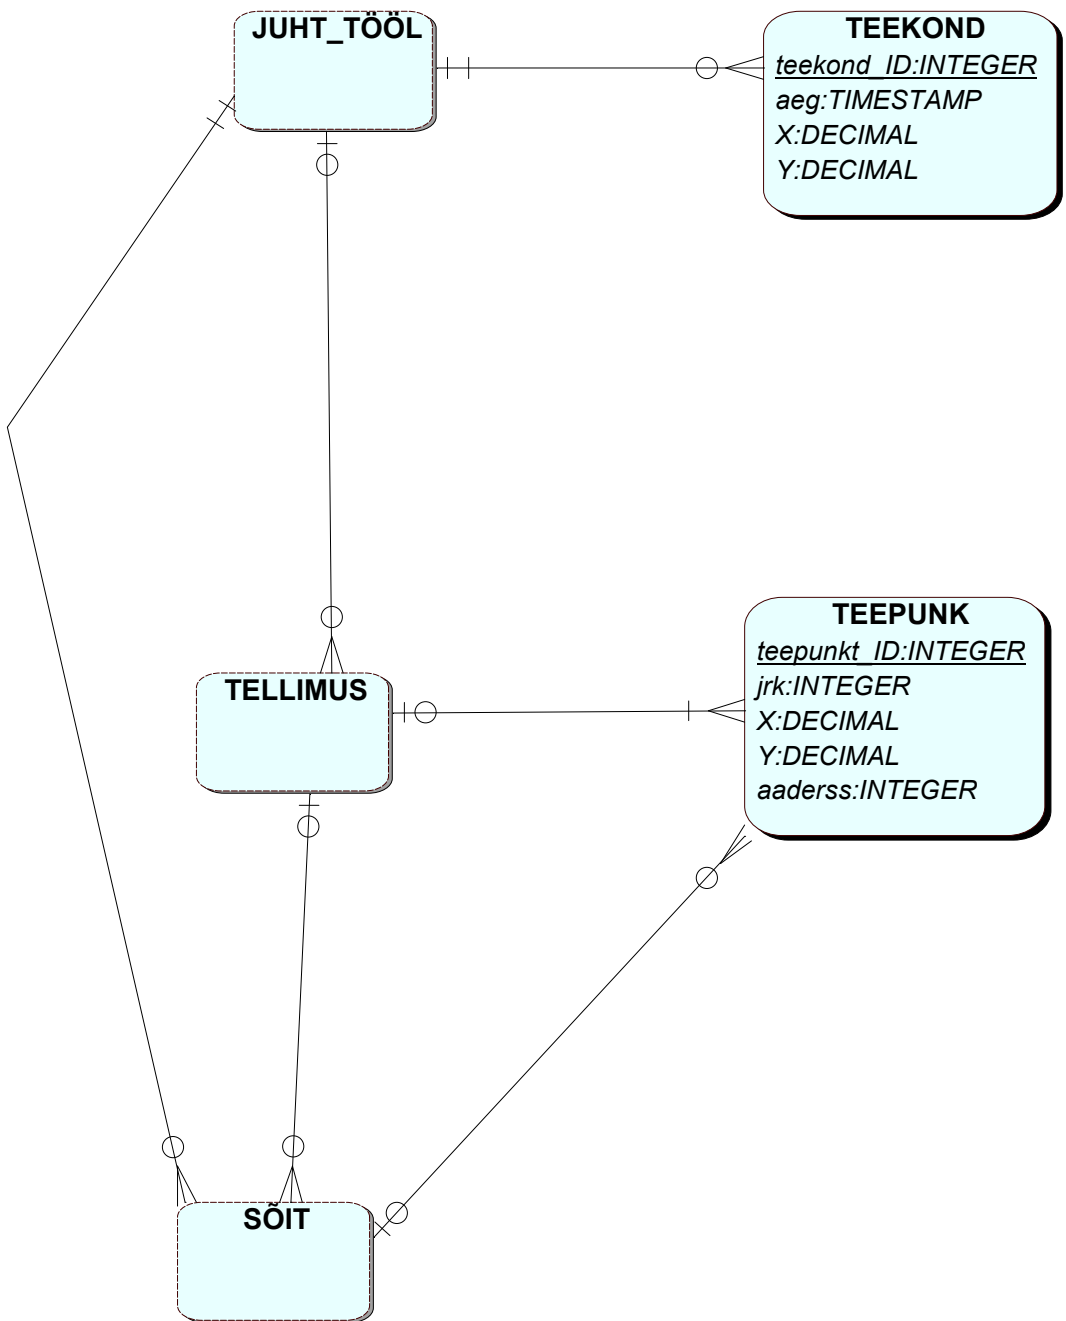 JUHT_TÖÖL
TEEKOND
teekond_ID:INTEGER
aeg:TIMESTAMP
X:DECIMAL
Y:DECIMAL
TELLIMUS
TEEPUNK
teepunkt_ID:INTEGER
jrk:INTEGER
X:DECIMAL
Y:DECIMAL
aaderss:INTEGER
SÕIT